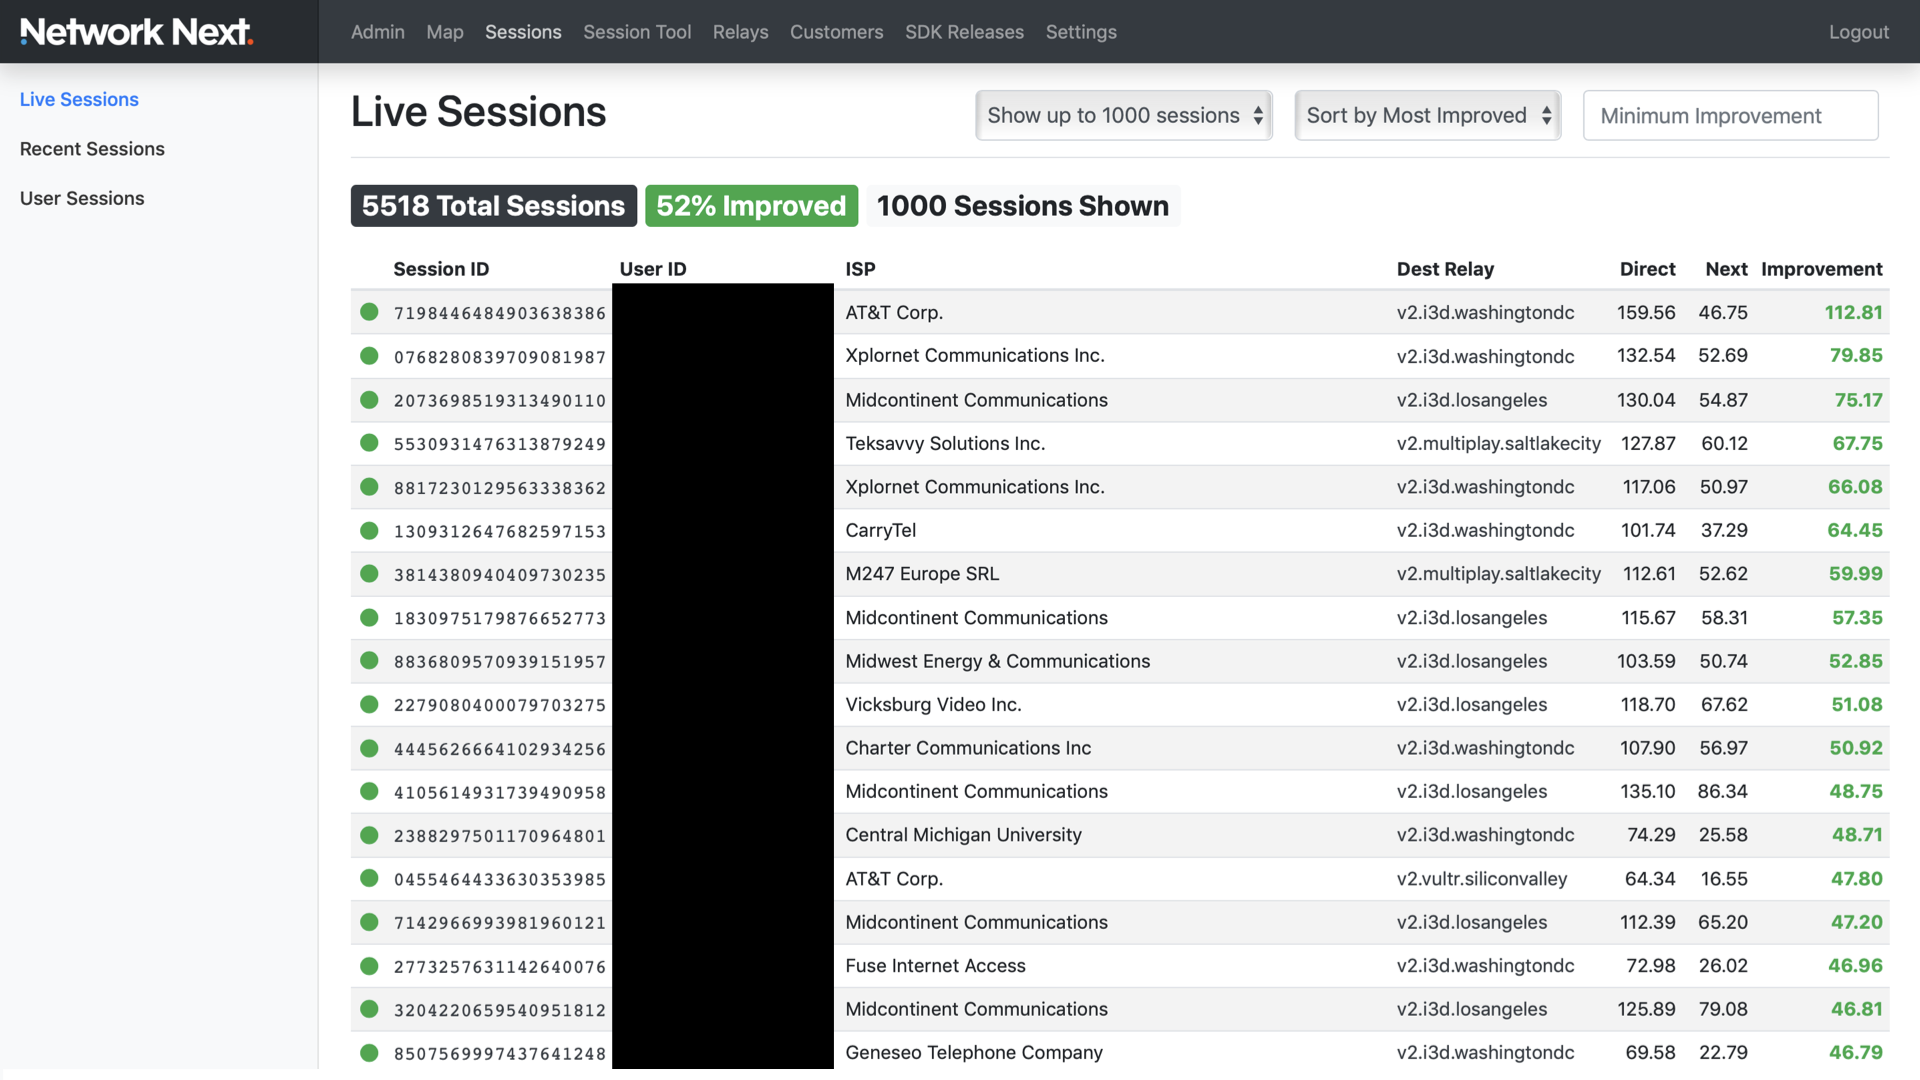 Network Next.
Admin Map Sessions Session Tool Relays Customers SDK Releases Settings Logout
Live Sessions
Recent Sessions
User Sessions
Live Sessions
Show up to 1000 sessions Sort by Most Improved Minimum Improvement
5518 Total Sessions 52% Improved 1000 Sessions Shown
Session ID User ID ISP Dest Relay Direct Next Improvement
7198446484903638386 AT&T Corp. v2.i3d.washingtondc 159.56 46.75 112.81
0768280839709081987 Xplornet Communications Inc. v2.i3d.washingtondc 132.54 52.69 79.85
2073698519313490110 Midcontinent Communications v2.i3d.losangeles 130.04 54.87 75.17
5530931476313879249 Teksavvy Solutions Inc. v2.multiplay.saltlakecity 127.87 60.12 67.75
8817230129563338362 Xplornet Communications Inc. v2.i3d.washingtondc 117.06 50.97 66.08
1309312647682597153 CarryTel v2.i3d.washingtondc 101.74 37.29 64.45
3814380940409730235 M247 Europe SRL v2.multiplay.saltlakecity 112.61 52.62 59.99
1830975179876652773 Midcontinent Communications v2.i3d.losangeles 115.67 58.31 57.35
8836809570939151957 Midwest Energy & Communications v2.i3d.losangeles 103.59 50.74 52.85
2279080400079703275 Vicksburg Video Inc. v2.i3d.losangeles 118.70 67.62 51.08
4445626664102934256 Charter Communications Inc v2.i3d.washingtondc 107.90 56.97 50.92
4105614931739490958 Midcontinent Communications v2.i3d.losangeles 135.10 86.34 48.75
2388297501170964801 Central Michigan University v2.i3d.washingtondc 74.29 25.58 48.71
0455464433630353985 AT&T Corp. v2.vultr.siliconvalley 64.34 16.55 47.80
7142966993981960121 Midcontinent Communications v2.i3d.losangeles 112.39 65.20 47.20
2773257631142640076 Fuse Internet Access v2.i3d.washingtondc 72.98 26.02 46.96
3204220659540951812 Midcontinent Communications v2.i3d.losangeles 125.89 79.08 46.81
8507569997437641248 Geneseo Telephone Company v2.i3d.washingtondc 69.58 22.79 46.79